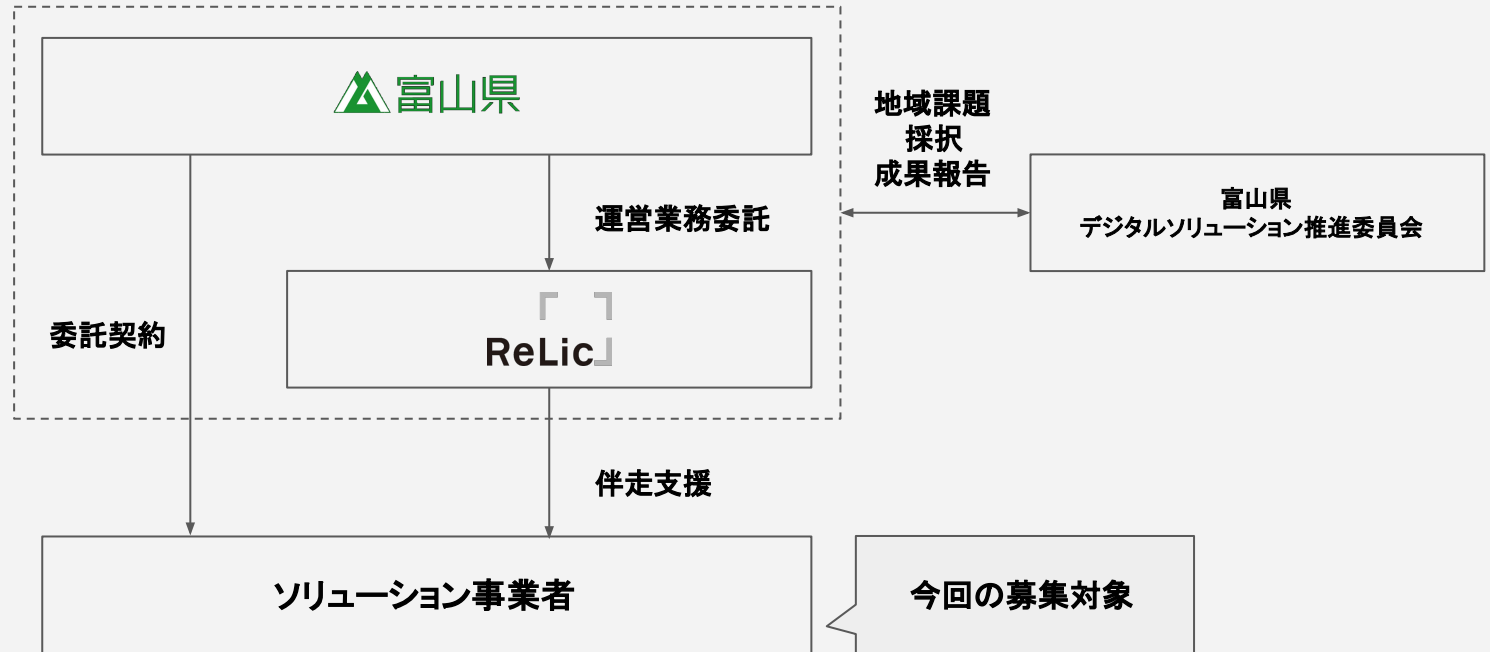 富山県
地域課題
採択
成果報告
富山県
デジタルソリューション推進委員会
運営業務委託
委託契約
ReLic
伴走支援
ソリューション事業者
今回の募集対象